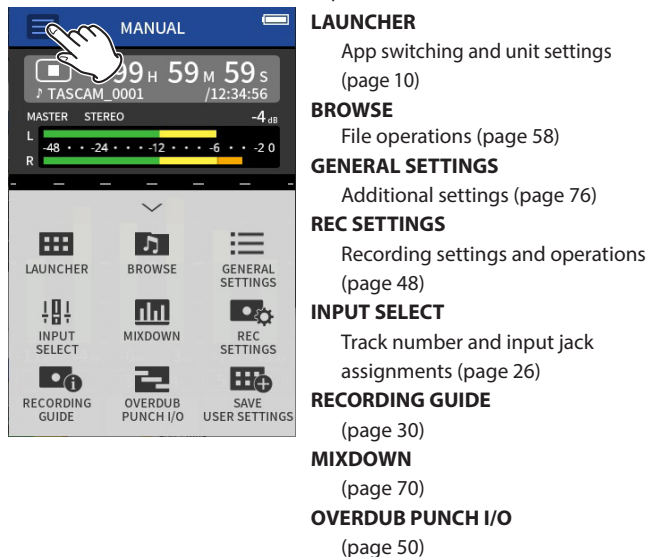 MANUAL
99 H 59 M 59 S
♪ TASCAM_0001 /12:34:56
MASTER STEREO -4 dB
L
-48 · · -24 · · · -12 · · · -6 · · -2 0
R
LAUNCHER
BROWSE
GENERAL
SETTINGS
INPUT
SELECT
MIXDOWN
REC
SETTINGS
RECORDING
GUIDE
OVERDUB
PUNCH I/O
SAVE
USER SETTINGS
LAUNCHER
App switching and unit settings
(page 10)
BROWSE
File operations (page 58)
GENERAL SETTINGS
Additional settings (page 76)
REC SETTINGS
Recording settings and operations
(page 48)
INPUT SELECT
Track number and input jack
assignments (page 26)
RECORDING GUIDE
(page 30)
MIXDOWN
(page 70)
OVERDUB PUNCH I/O
(page 50)